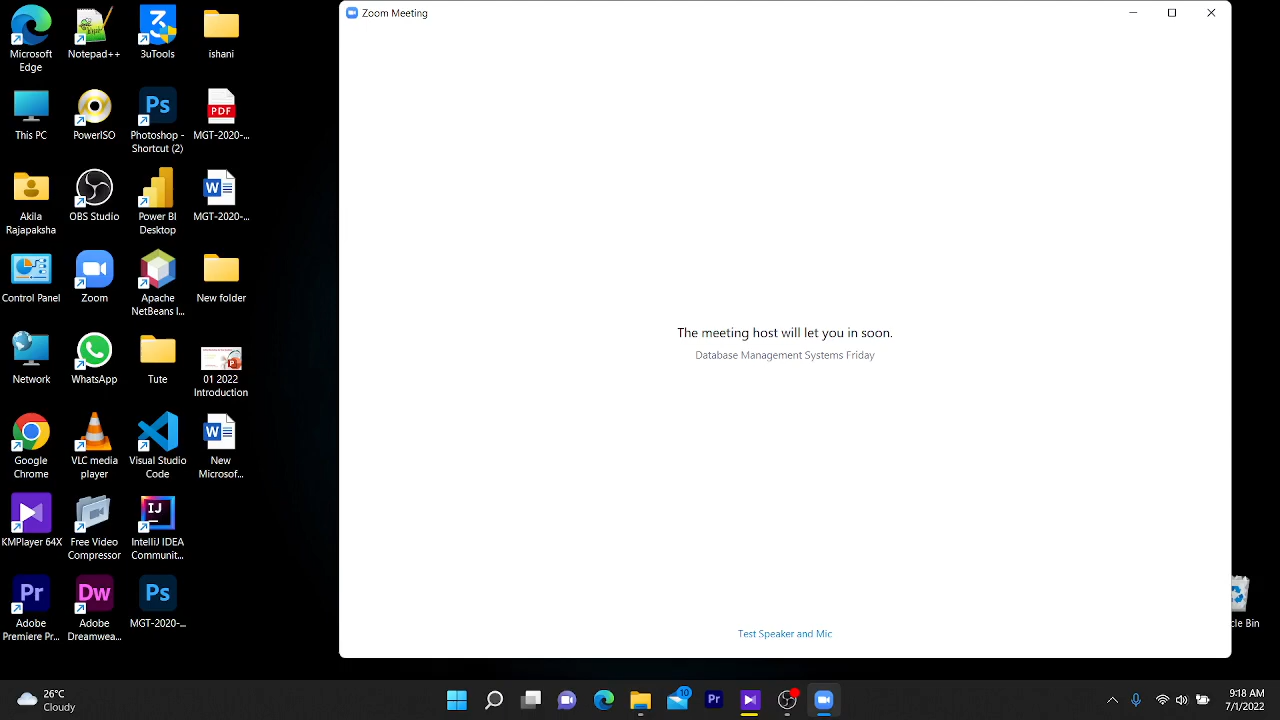 Microsoft Edge
Notepad++
3uTools
ishani
This PC
PowerISO
Photoshop - Shortcut (2)
MGT-2020-...
Akila Rajapaksha
OBS Studio
Power BI Desktop
MGT-2020-...
Control Panel
Zoom
Apache NetBeans I...
New folder
Network
WhatsApp
Tute
01 2022 Introduction
Google Chrome
VLC media player
Visual Studio Code
New Microsof...
KMPlayer 64X
Free Video Compressor
IntelliJ IDEA Communit...
Adobe Premiere Pr...
Adobe Dreamwea...
MGT-2020-...
Zoom Meeting
The meeting host will let you in soon.
Database Management Systems Friday
Test Speaker and Mic
cle Bin
26°C
Cloudy
10
9:18 AM
7/1/2022